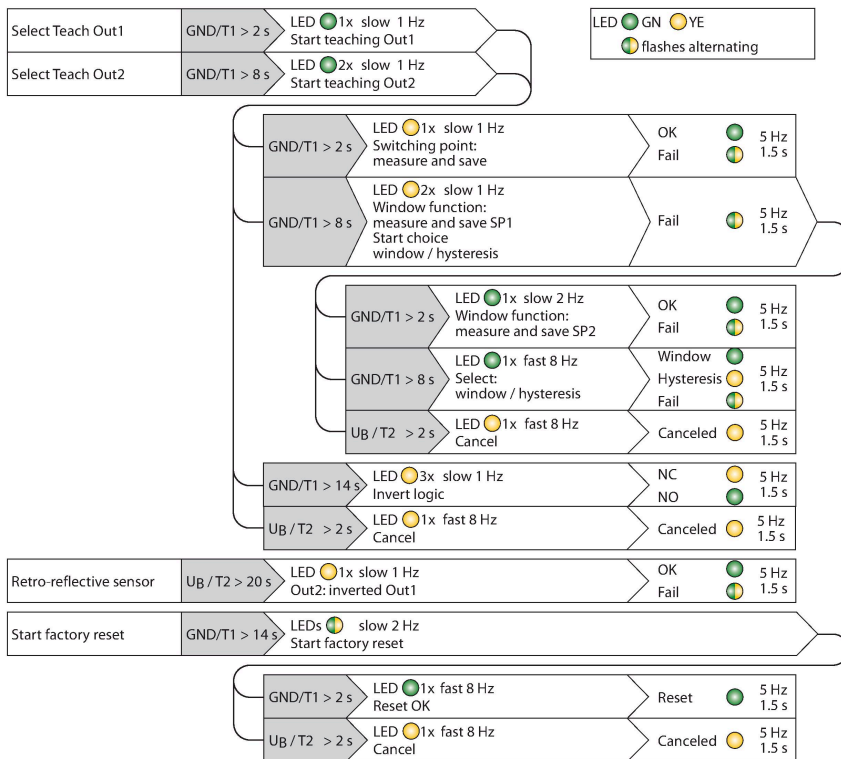 LED GN YE
flashes alternating
Select Teach Out1 GND/T1 > 2 s LED 1x slow 1 Hz
Start teaching Out1
Select Teach Out2 GND/T1 > 8 s LED 2x slow 1 Hz
Start teaching Out2
GND/T1 > 2 s LED 1x slow 1 Hz
Switching point:
measure and save
OK
Fail
5 Hz
1.5 s
GND/T1 > 8 s LED 2x slow 1 Hz
Window function:
measure and save SP1
Start choice
window / hysteresis
Fail
5 Hz
1.5 s
GND/T1 > 2 s LED 1x slow 2 Hz
Window function:
measure and save SP2
OK
Fail
5 Hz
1.5 s
GND/T1 > 8 s LED 1x fast 8 Hz
Select:
window / hysteresis
Window
Hysteresis
Fail
5 Hz
1.5 s
UB / T2 > 2 s LED 1x fast 8 Hz
Cancel
Canceled
5 Hz
1.5 s
GND/T1 > 14 s LED 3x slow 1 Hz
Invert logic
NC
NO
5 Hz
1.5 s
UB / T2 > 2 s LED 1x fast 8 Hz
Cancel
Canceled
5 Hz
1.5 s
Retro-reflective sensor UB / T2 > 20 s LED 1x slow 1 Hz
Out2: inverted Out1
OK
Fail
5 Hz
1.5 s
Start factory reset GND/T1 > 14 s LEDs slow 2 Hz
Start factory reset
GND/T1 > 2 s LED 1x fast 8 Hz
Reset OK
Reset
5 Hz
1.5 s
UB / T2 > 2 s LED 1x fast 8 Hz
Cancel
Canceled
5 Hz
1.5 s